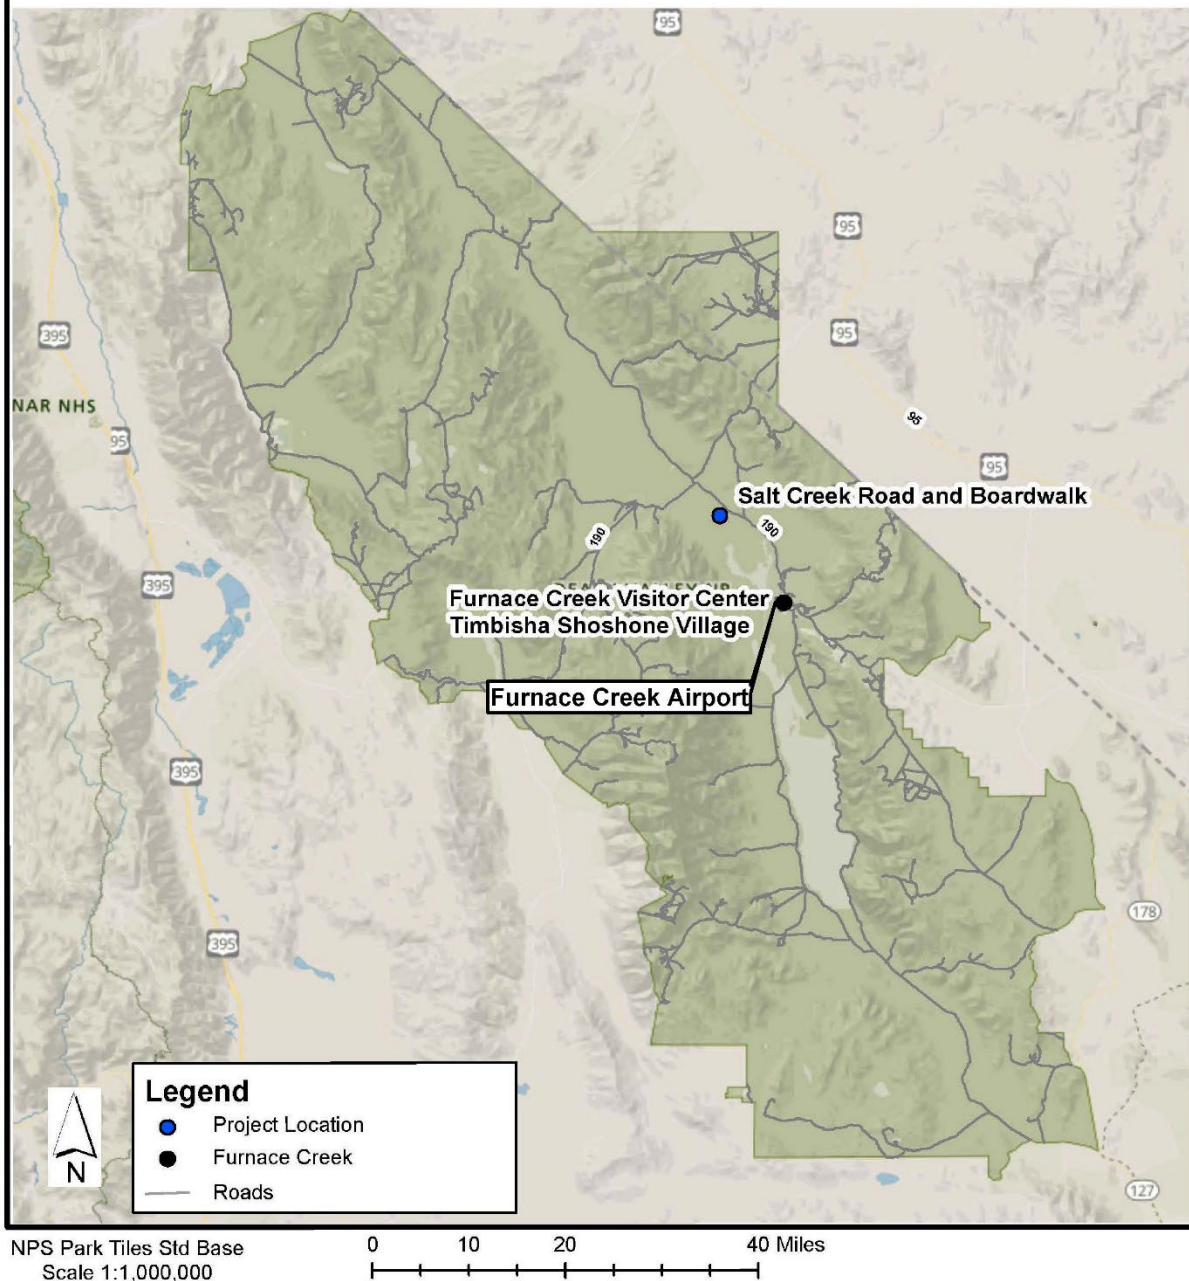 95
95
395
95
NAR NHS
95
95
95
Salt Creek Road and Boardwalk
190
190
395
Furnace Creek Visitor Center
Timbisha Shoshone Village
Furnace Creek Airport
395
178
395
Legend
Project Location
Furnace Creek
Roads
N
127
NPS Park Tiles Std Base
Scale 1:1,000,000
0 10 20 40 Miles